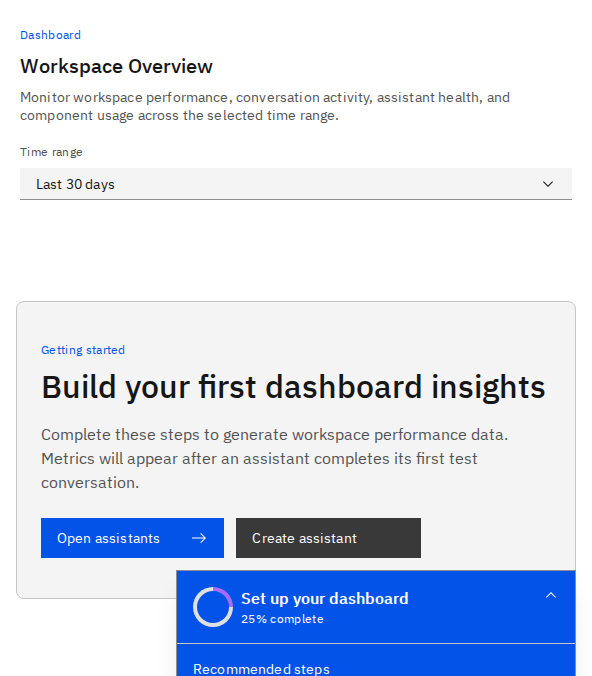 Dashboard
Workspace Overview
Monitor workspace performance, conversation activity, assistant health, and
component usage across the selected time range.
Time range
Last 30 days
Getting started
Build your first dashboard insights
Complete these steps to generate workspace performance data.
Metrics will appear after an assistant completes its first test
conversation.
Open assistants
Create assistant
Set up your dashboard
25% complete
Recommended steps